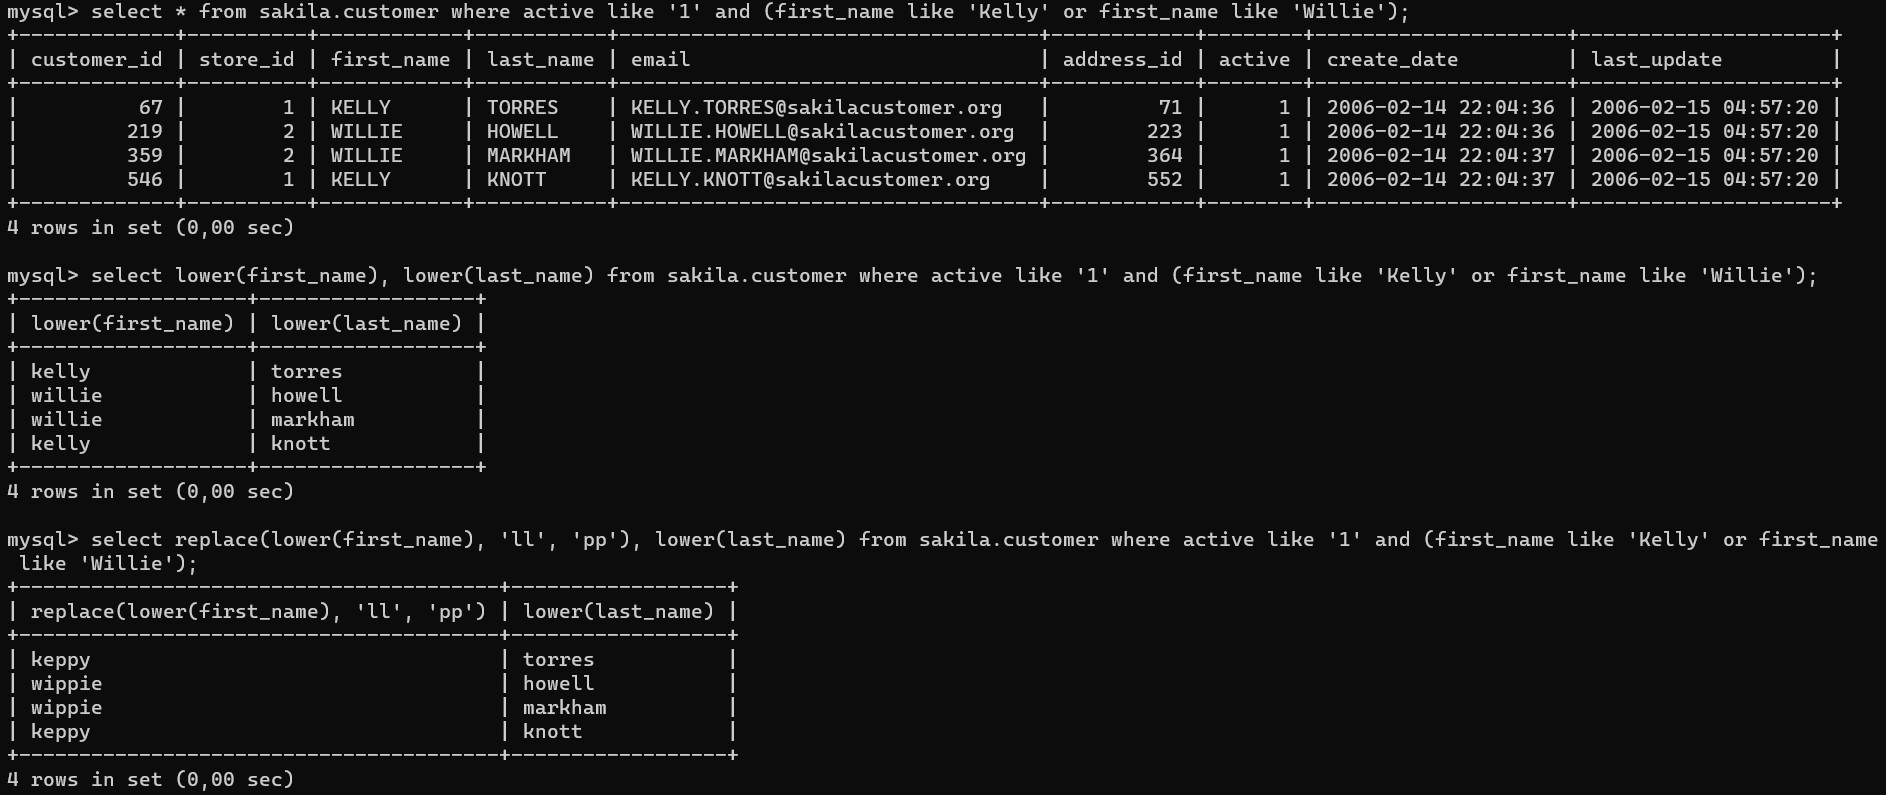 mysql> select * from sakila.customer where active like '1' and (first_name like 'Kelly' or first_name like 'Willie');
+-------------+----------+------------+-----------+-----------------------------------+------------+--------+---------------------+---------------------+
| customer_id | store_id | first_name | last_name | email                             | address_id | active | create_date         | last_update         |
+-------------+----------+------------+-----------+-----------------------------------+------------+--------+---------------------+---------------------+
|          67 |        1 | KELLY      | TORRES    | KELLY.TORRES@sakilacustomer.org   |         71 |      1 | 2006-02-14 22:04:36 | 2006-02-15 04:57:20 |
|         219 |        2 | WILLIE     | HOWELL    | WILLIE.HOWELL@sakilacustomer.org  |        223 |      1 | 2006-02-14 22:04:36 | 2006-02-15 04:57:20 |
|         359 |        2 | WILLIE     | MARKHAM   | WILLIE.MARKHAM@sakilacustomer.org |        364 |      1 | 2006-02-14 22:04:37 | 2006-02-15 04:57:20 |
|         546 |        1 | KELLY      | KNOTT     | KELLY.KNOTT@sakilacustomer.org    |        552 |      1 | 2006-02-14 22:04:37 | 2006-02-15 04:57:20 |
+-------------+----------+------------+-----------+-----------------------------------+------------+--------+---------------------+---------------------+
4 rows in set (0,00 sec)

mysql> select lower(first_name), lower(last_name) from sakila.customer where active like '1' and (first_name like 'Kelly' or first_name like 'Willie');
+-------------------+------------------+
| lower(first_name) | lower(last_name) |
+-------------------+------------------+
| kelly             | torres           |
| willie            | howell           |
| willie            | markham          |
| kelly             | knott            |
+-------------------+------------------+
4 rows in set (0,00 sec)

mysql> select replace(lower(first_name), 'll', 'pp'), lower(last_name) from sakila.customer where active like '1' and (first_name like 'Kelly' or first_name
 like 'Willie');
+----------------------------------------+------------------+
| replace(lower(first_name), 'll', 'pp') | lower(last_name) |
+----------------------------------------+------------------+
| keppy                                  | torres           |
| wippie                                 | howell           |
| wippie                                 | markham          |
| keppy                                  | knott            |
+----------------------------------------+------------------+
4 rows in set (0,00 sec)